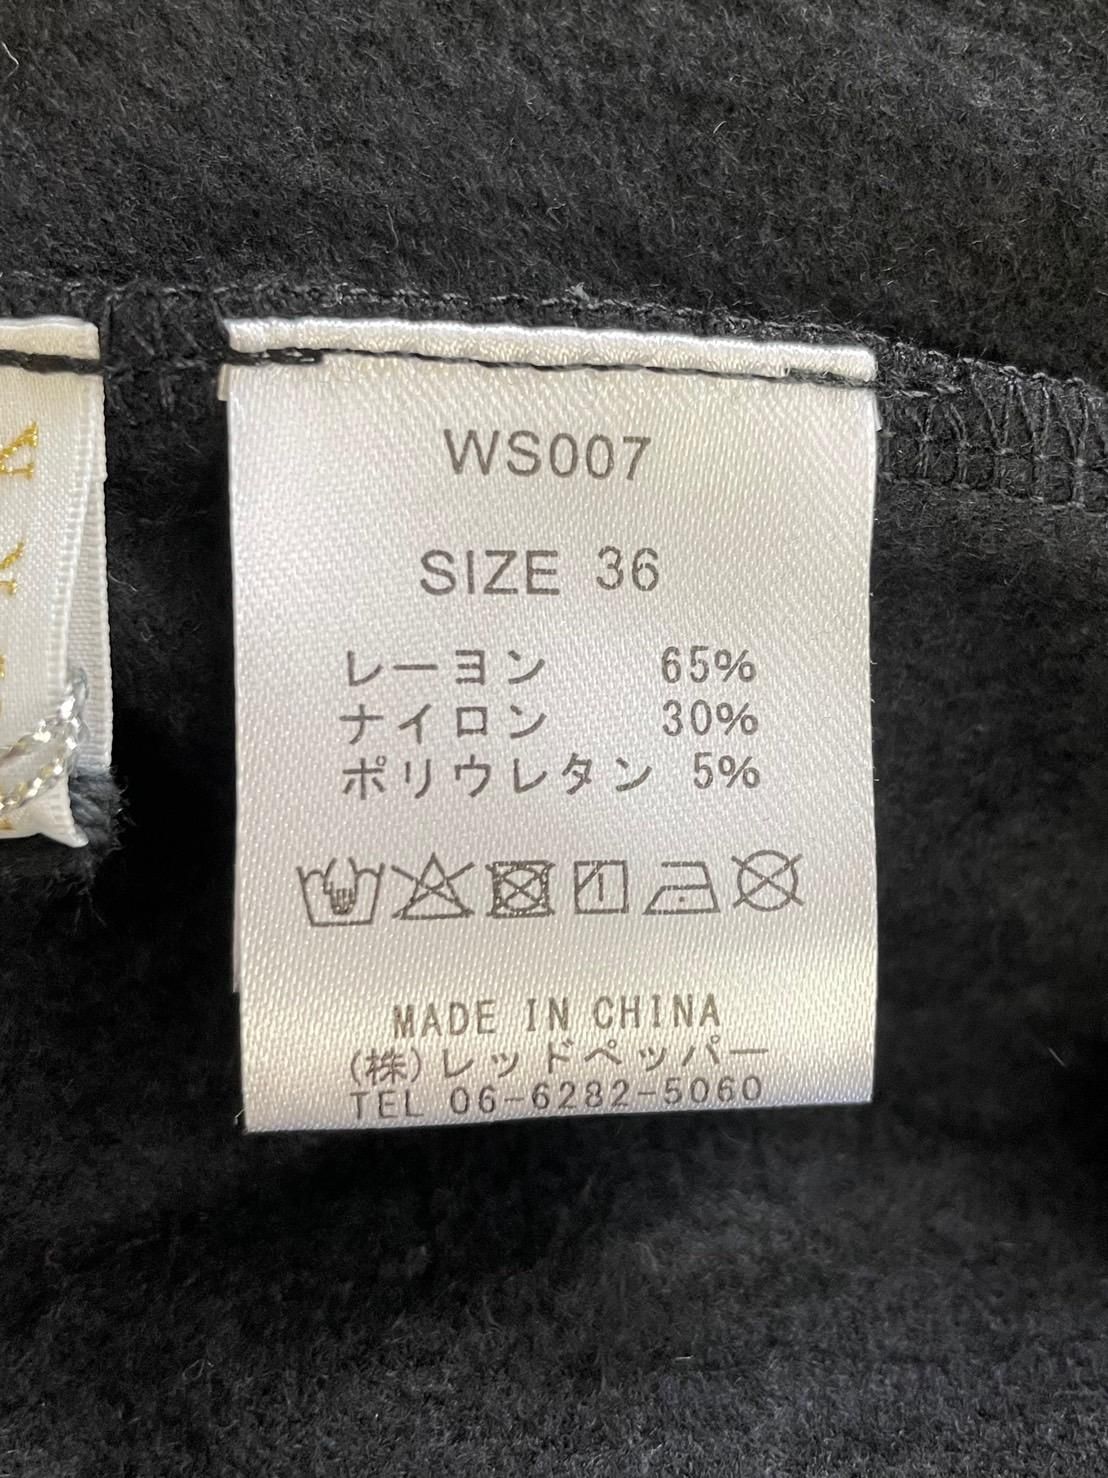 WS007
SIZE 36
レーヨン 65%
ナイロン 30%
ポリウレタン 5%
MADE IN CHINA
(株)レッドペッパー
TEL 06-6282-5060